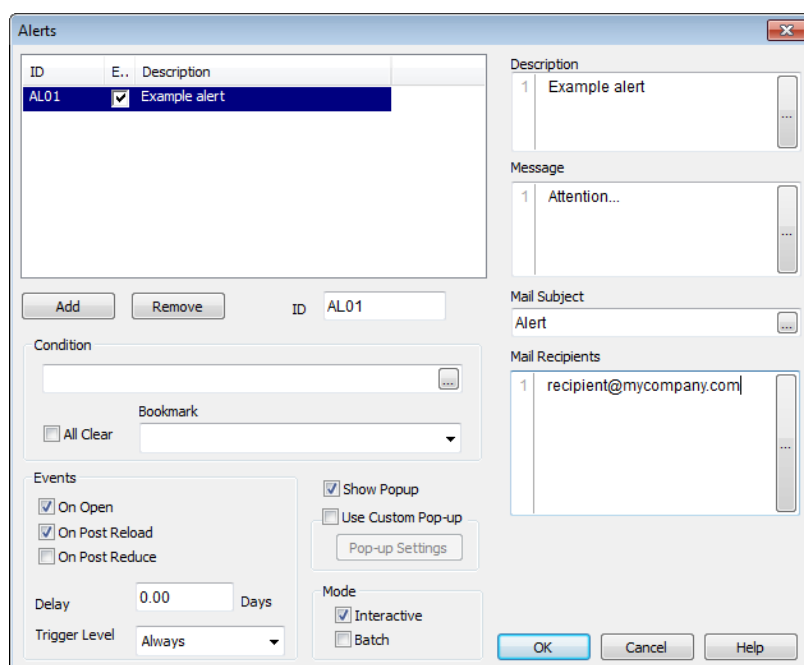 Alerts
ID E.. Description
AL01 Example alert
Add Remove ID AL01
Condition
...
Bookmark
All Clear
Events
On Open
On Post Reload
On Post Reduce
Delay 0.00 Days
Trigger Level Always
Show Popup
Use Custom Pop-up
Pop-up Settings
Mode
Interactive
Batch
Description
1 Example alert
...
Message
1 Attention...
...
Mail Subject
Alert ...
Mail Recipients
1 recipient@mycompany.com
...
OK Cancel Help